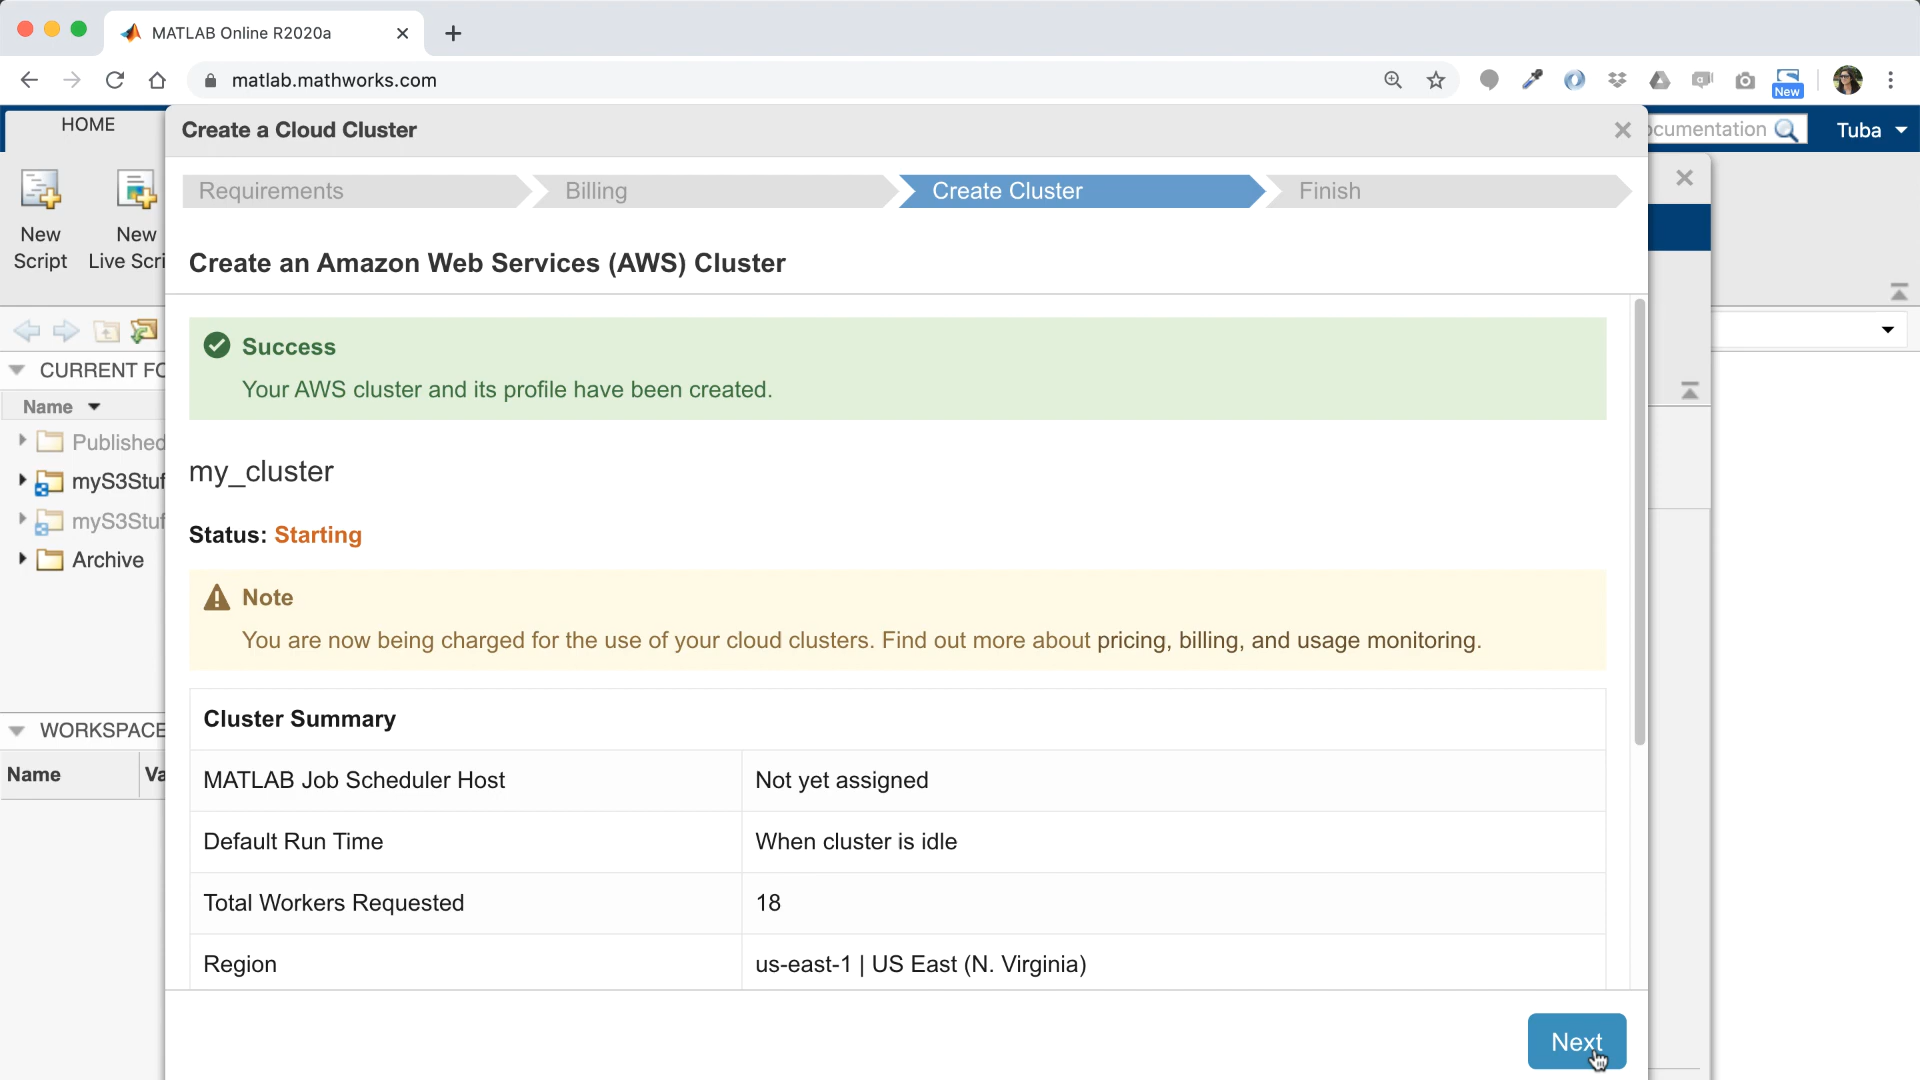 MATLAB Online R2020a
matlab.mathworks.com
New
HOME
Create a Cloud Cluster
ocumentation
Tuba
Requirements
Billing
Create Cluster
Finish
New
Script
New
Live Scri
Create an Amazon Web Services (AWS) Cluster
Success
Your AWS cluster and its profile have been created.
CURRENT FO
Name
Published
myS3Stuf
myS3Stuf
Archive
my_cluster
Status: Starting
Note
You are now being charged for the use of your cloud clusters. Find out more about pricing, billing, and usage monitoring.
WORKSPACE
Name
Va
Cluster Summary
MATLAB Job Scheduler Host
Not yet assigned
Default Run Time
When cluster is idle
Total Workers Requested
18
Region
us-east-1 | US East (N. Virginia)
Next